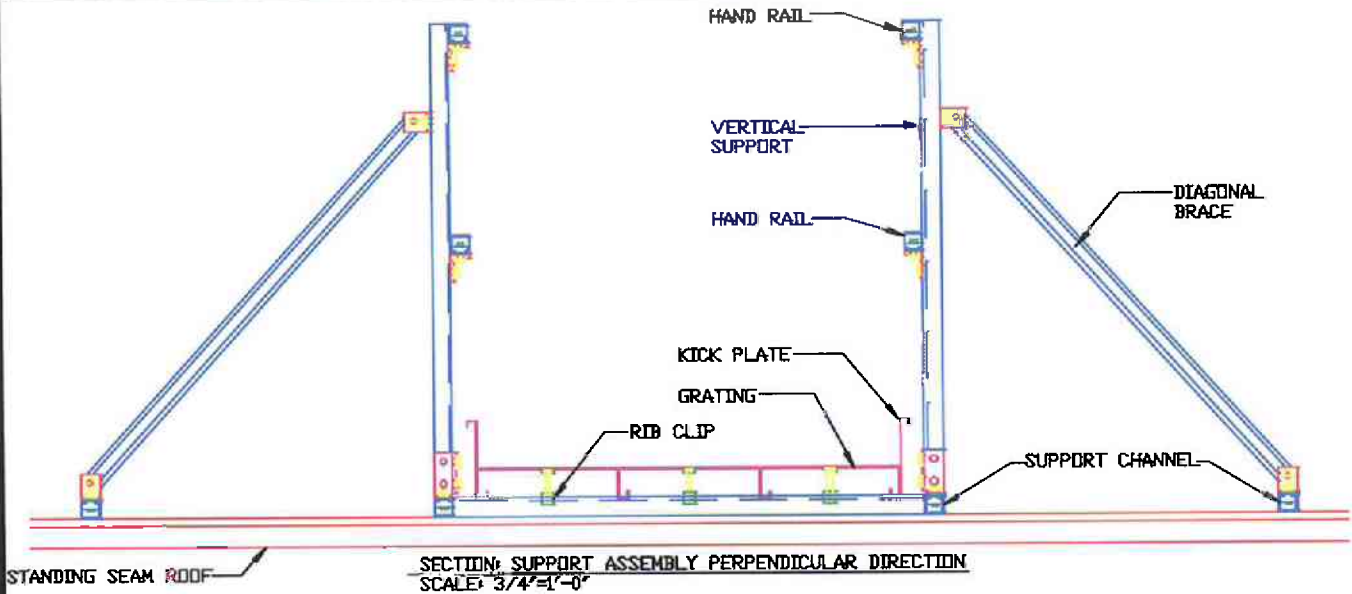 HAND RAIL
VERTICAL
SUPPORT
DIAGONAL
BRACE
HAND RAIL
KICK PLATE
GRATING
RIB CLIP
SUPPORT CHANNEL
STANDING SEAM ROOF
SECTION: SUPPORT ASSEMBLY PERPENDICULAR DIRECTION
SCALE: 3/4"=1'-0"